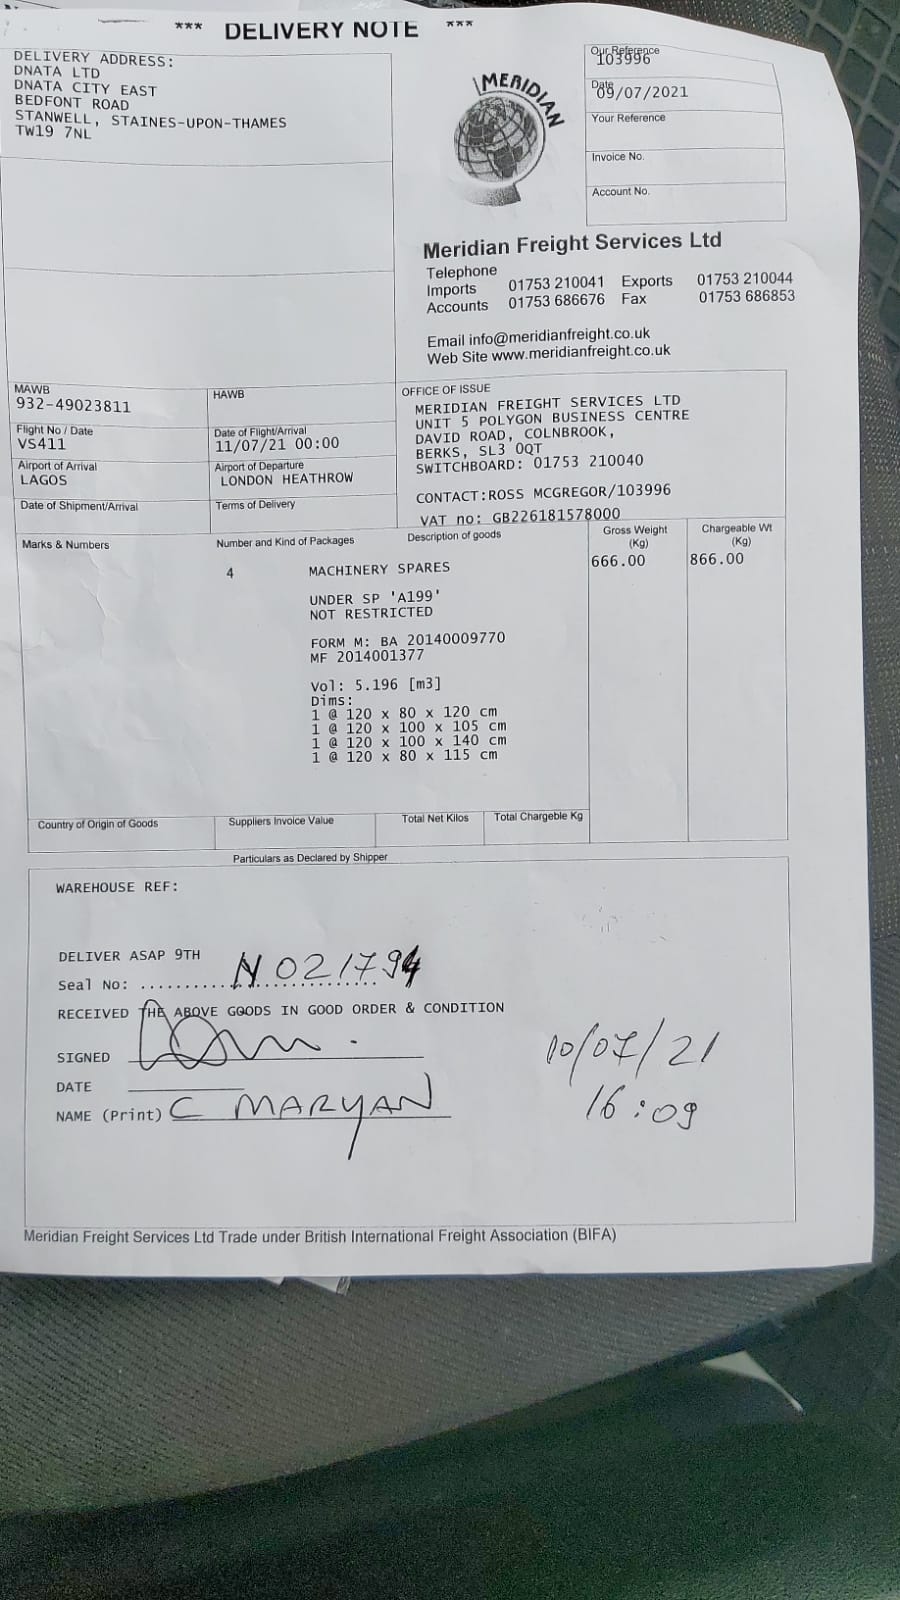 *** DELIVERY NOTE ***
DELIVERY ADDRESS:
DNATA LTD
DNATA CITY EAST
BEDFONT ROAD
STANWELL, STAINES-UPON-THAMES
TW19 7NL
MERIDIAN
Our Reference
103996
Date
09/07/2021
Your Reference
Invoice No.
Account No.
Meridian Freight Services Ltd
Telephone
Imports 01753 210041 Exports 01753 210044
Accounts 01753 686676 Fax 01753 686853
Email info@meridianfreight.co.uk
Web Site www.meridianfreight.co.uk
MAWB
932-49023811
HAWB
Flight No / Date
VS411
Date of Flight/Arrival
11/07/21 00:00
Airport of Arrival
LAGOS
Airport of Departure
LONDON HEATHROW
Date of Shipment/Arrival
Terms of Delivery
OFFICE OF ISSUE
MERIDIAN FREIGHT SERVICES LTD
UNIT 5 POLYGON BUSINESS CENTRE
DAVID ROAD, COLNBROOK,
BERKS, SL3 0QT
SWITCHBOARD: 01753 210040
CONTACT:ROSS MCGREGOR/103996
VAT no: GB226181578000
Marks & Numbers
Number and Kind of Packages
Description of goods
Gross Weight
(Kg)
Chargeable Wt
(Kg)
4 MACHINERY SPARES 666.00 866.00
UNDER SP 'A199'
NOT RESTRICTED
FORM M: BA 20140009770
MF 2014001377
Vol: 5.196 [m3]
Dims:
1 @ 120 x 80 x 120 cm
1 @ 120 x 100 x 105 cm
1 @ 120 x 100 x 140 cm
1 @ 120 x 80 x 115 cm
Country of Origin of Goods
Suppliers Invoice Value
Total Net Kilos
Total Chargeble Kg
Particulars as Declared by Shipper
WAREHOUSE REF:
DELIVER ASAP 9TH
Seal No: .......... N021794
RECEIVED THE ABOVE GOODS IN GOOD ORDER & CONDITION
SIGNED
10/07/21
DATE
NAME (Print) C MARYAN
16:09
Meridian Freight Services Ltd Trade under British International Freight Association (BIFA)